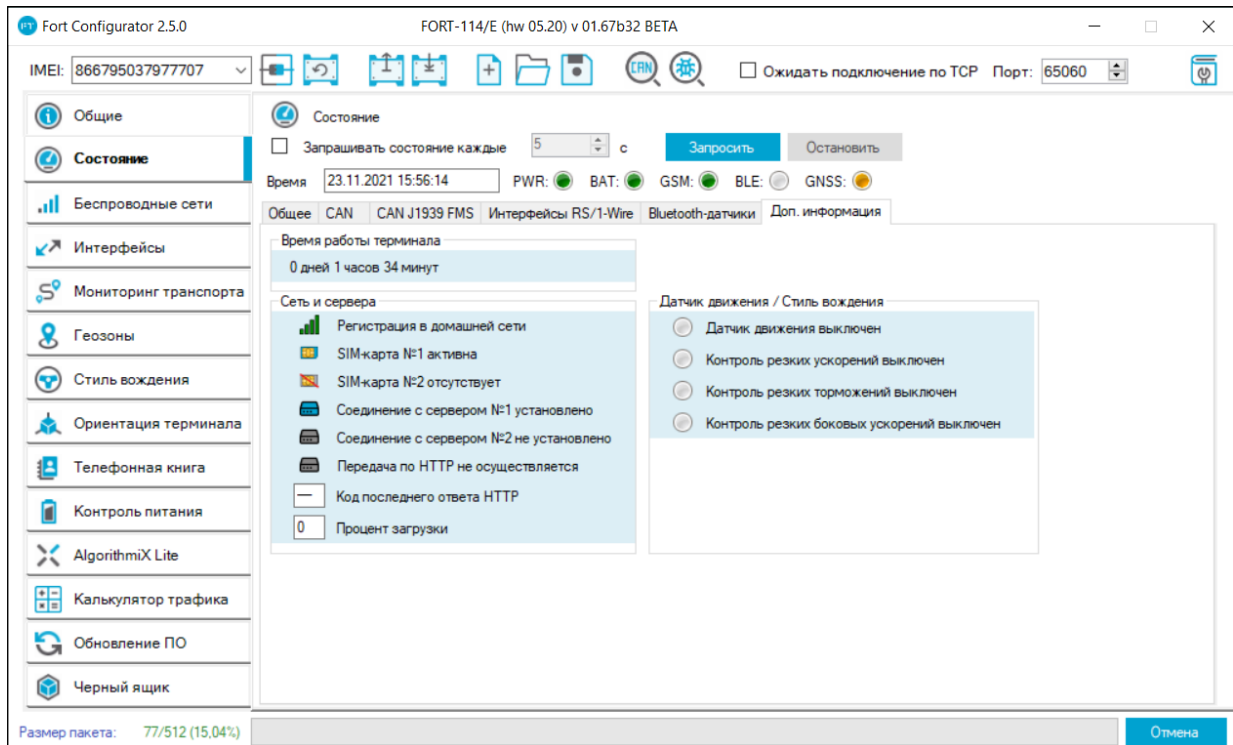 Fort Configurator 2.5.0 FORT-114/E (hw 05.20) v 01.67b32 BETA
IMEI: 866795037977707 CAN Ожидать подключение по TCP Порт: 65060
Общие
Состояние
Беспроводные сети
Интерфейсы
Мониторинг транспорта
Геозоны
Стиль вождения
Ориентация терминала
Телефонная книга
Контроль питания
AlgorithmiX Lite
Калькулятор трафика
Обновление ПО
Черный ящик
Состояние
Запрашивать состояние каждые 5 с Запросить Остановить
Время 23.11.2021 15:56:14 PWR: BAT: GSM: BLE: GNSS:
Общее CAN CAN J1939 FMS Интерфейсы RS/1-Wire Bluetooth-датчики Доп. информация
Время работы терминала
0 дней 1 часов 34 минут
Сеть и сервера
Регистрация в домашней сети
SIM-карта №1 активна
SIM-карта №2 отсутствует
Соединение с сервером №1 установлено
Соединение с сервером №2 не установлено
Передача по HTTP не осуществляется
— Код последнего ответа HTTP
0 Процент загрузки
Датчик движения / Стиль вождения
Датчик движения выключен
Контроль резких ускорений выключен
Контроль резких торможений выключен
Контроль резких боковых ускорений выключен
Размер пакета: 77/512 (15,04%) Отмена